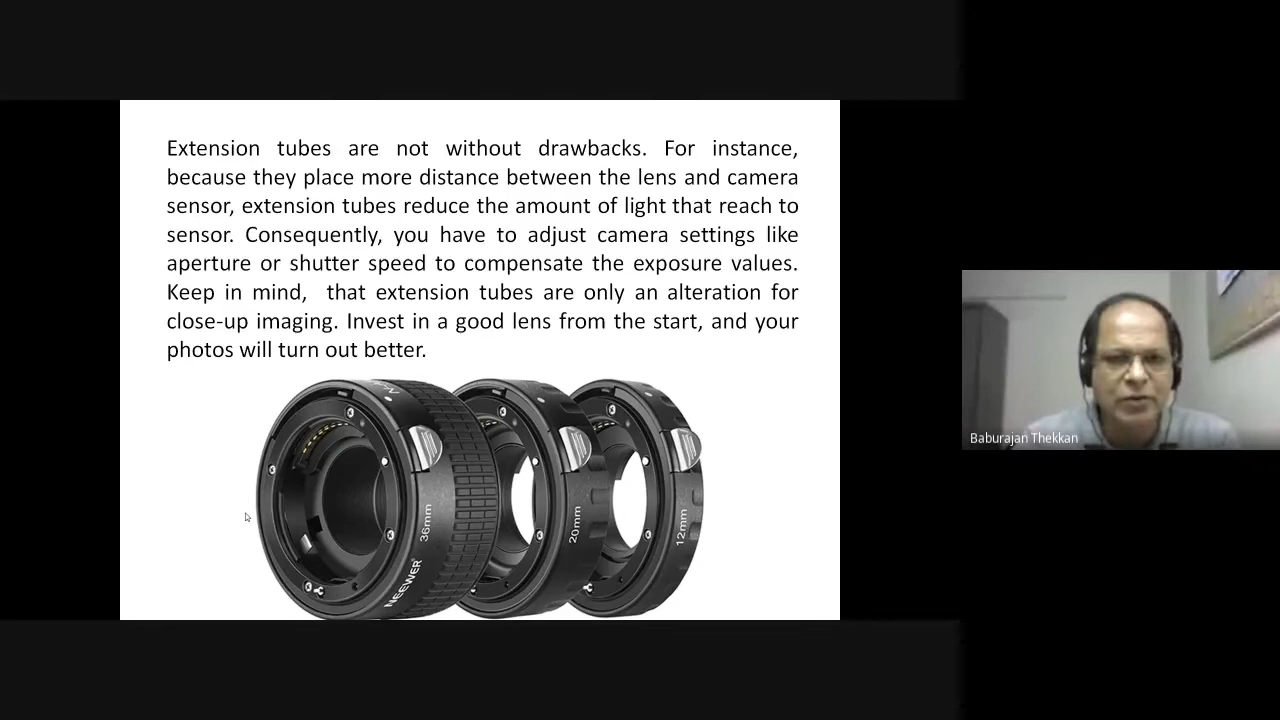 Extension tubes are not without drawbacks. For instance,
because they place more distance between the lens and camera
sensor, extension tubes reduce the amount of light that reach to
sensor. Consequently, you have to adjust camera settings like
aperture or shutter speed to compensate the exposure values.
Keep in mind,  that extension tubes are only an alteration for
close-up imaging. Invest in a good lens from the start, and your
photos will turn out better.
36mm
NEEWER
20mm
12mm
Baburajan Thekkan